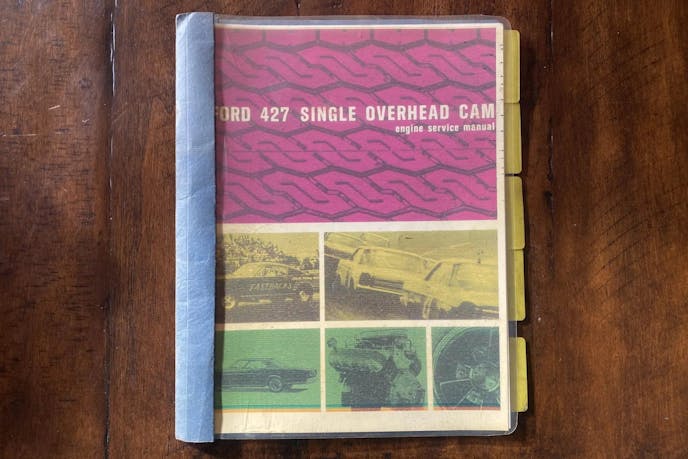 FORD 427 SINGLE OVERHEAD CAM
engine service manual
FASTBACKS